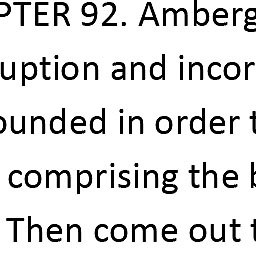 PTER 92. Amberg
uption and incor
ounded in order t
comprising the b
Then come out t